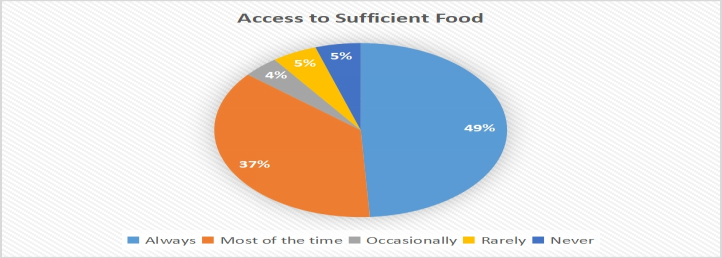 Access to Sufficient Food
5%
5%
4%
49%
37%
Always Most of the time Occasionally Rarely Never